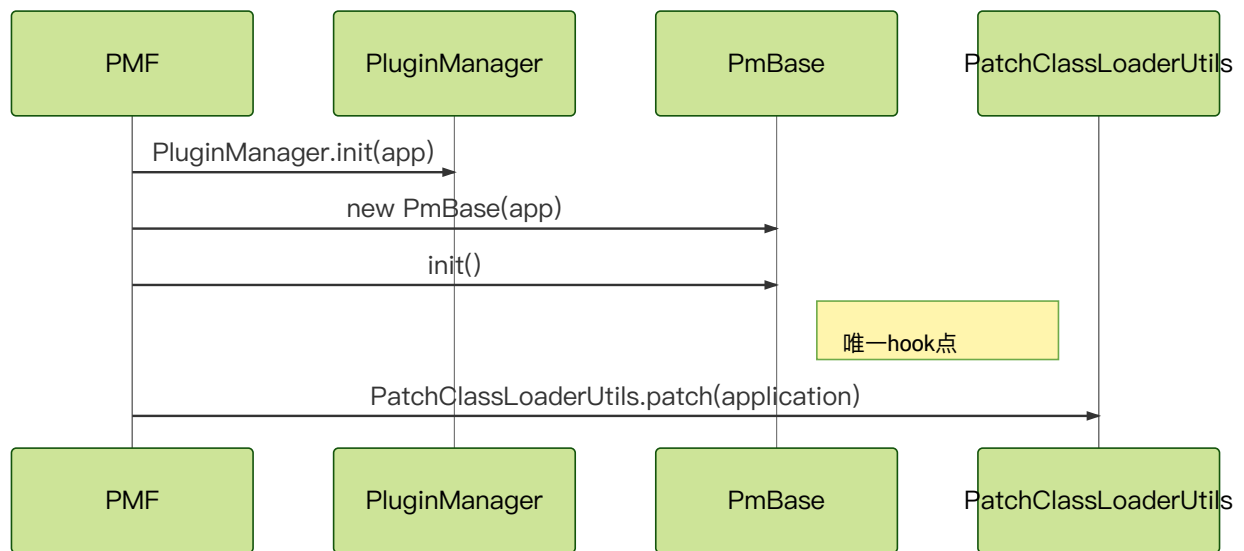 PMF
PluginManager
PmBase
PatchClassLoaderUtils
PluginManager.init(app)
new PmBase(app)
init()
唯一hook点
PatchClassLoaderUtils.patch(application)
PMF
PluginManager
PmBase
PatchClassLoaderUtils